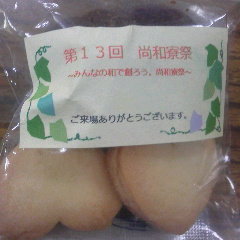 第13回　尚和寮祭
~みんなの和で創ろう、尚和寮祭~
ご来場ありがとうございます。